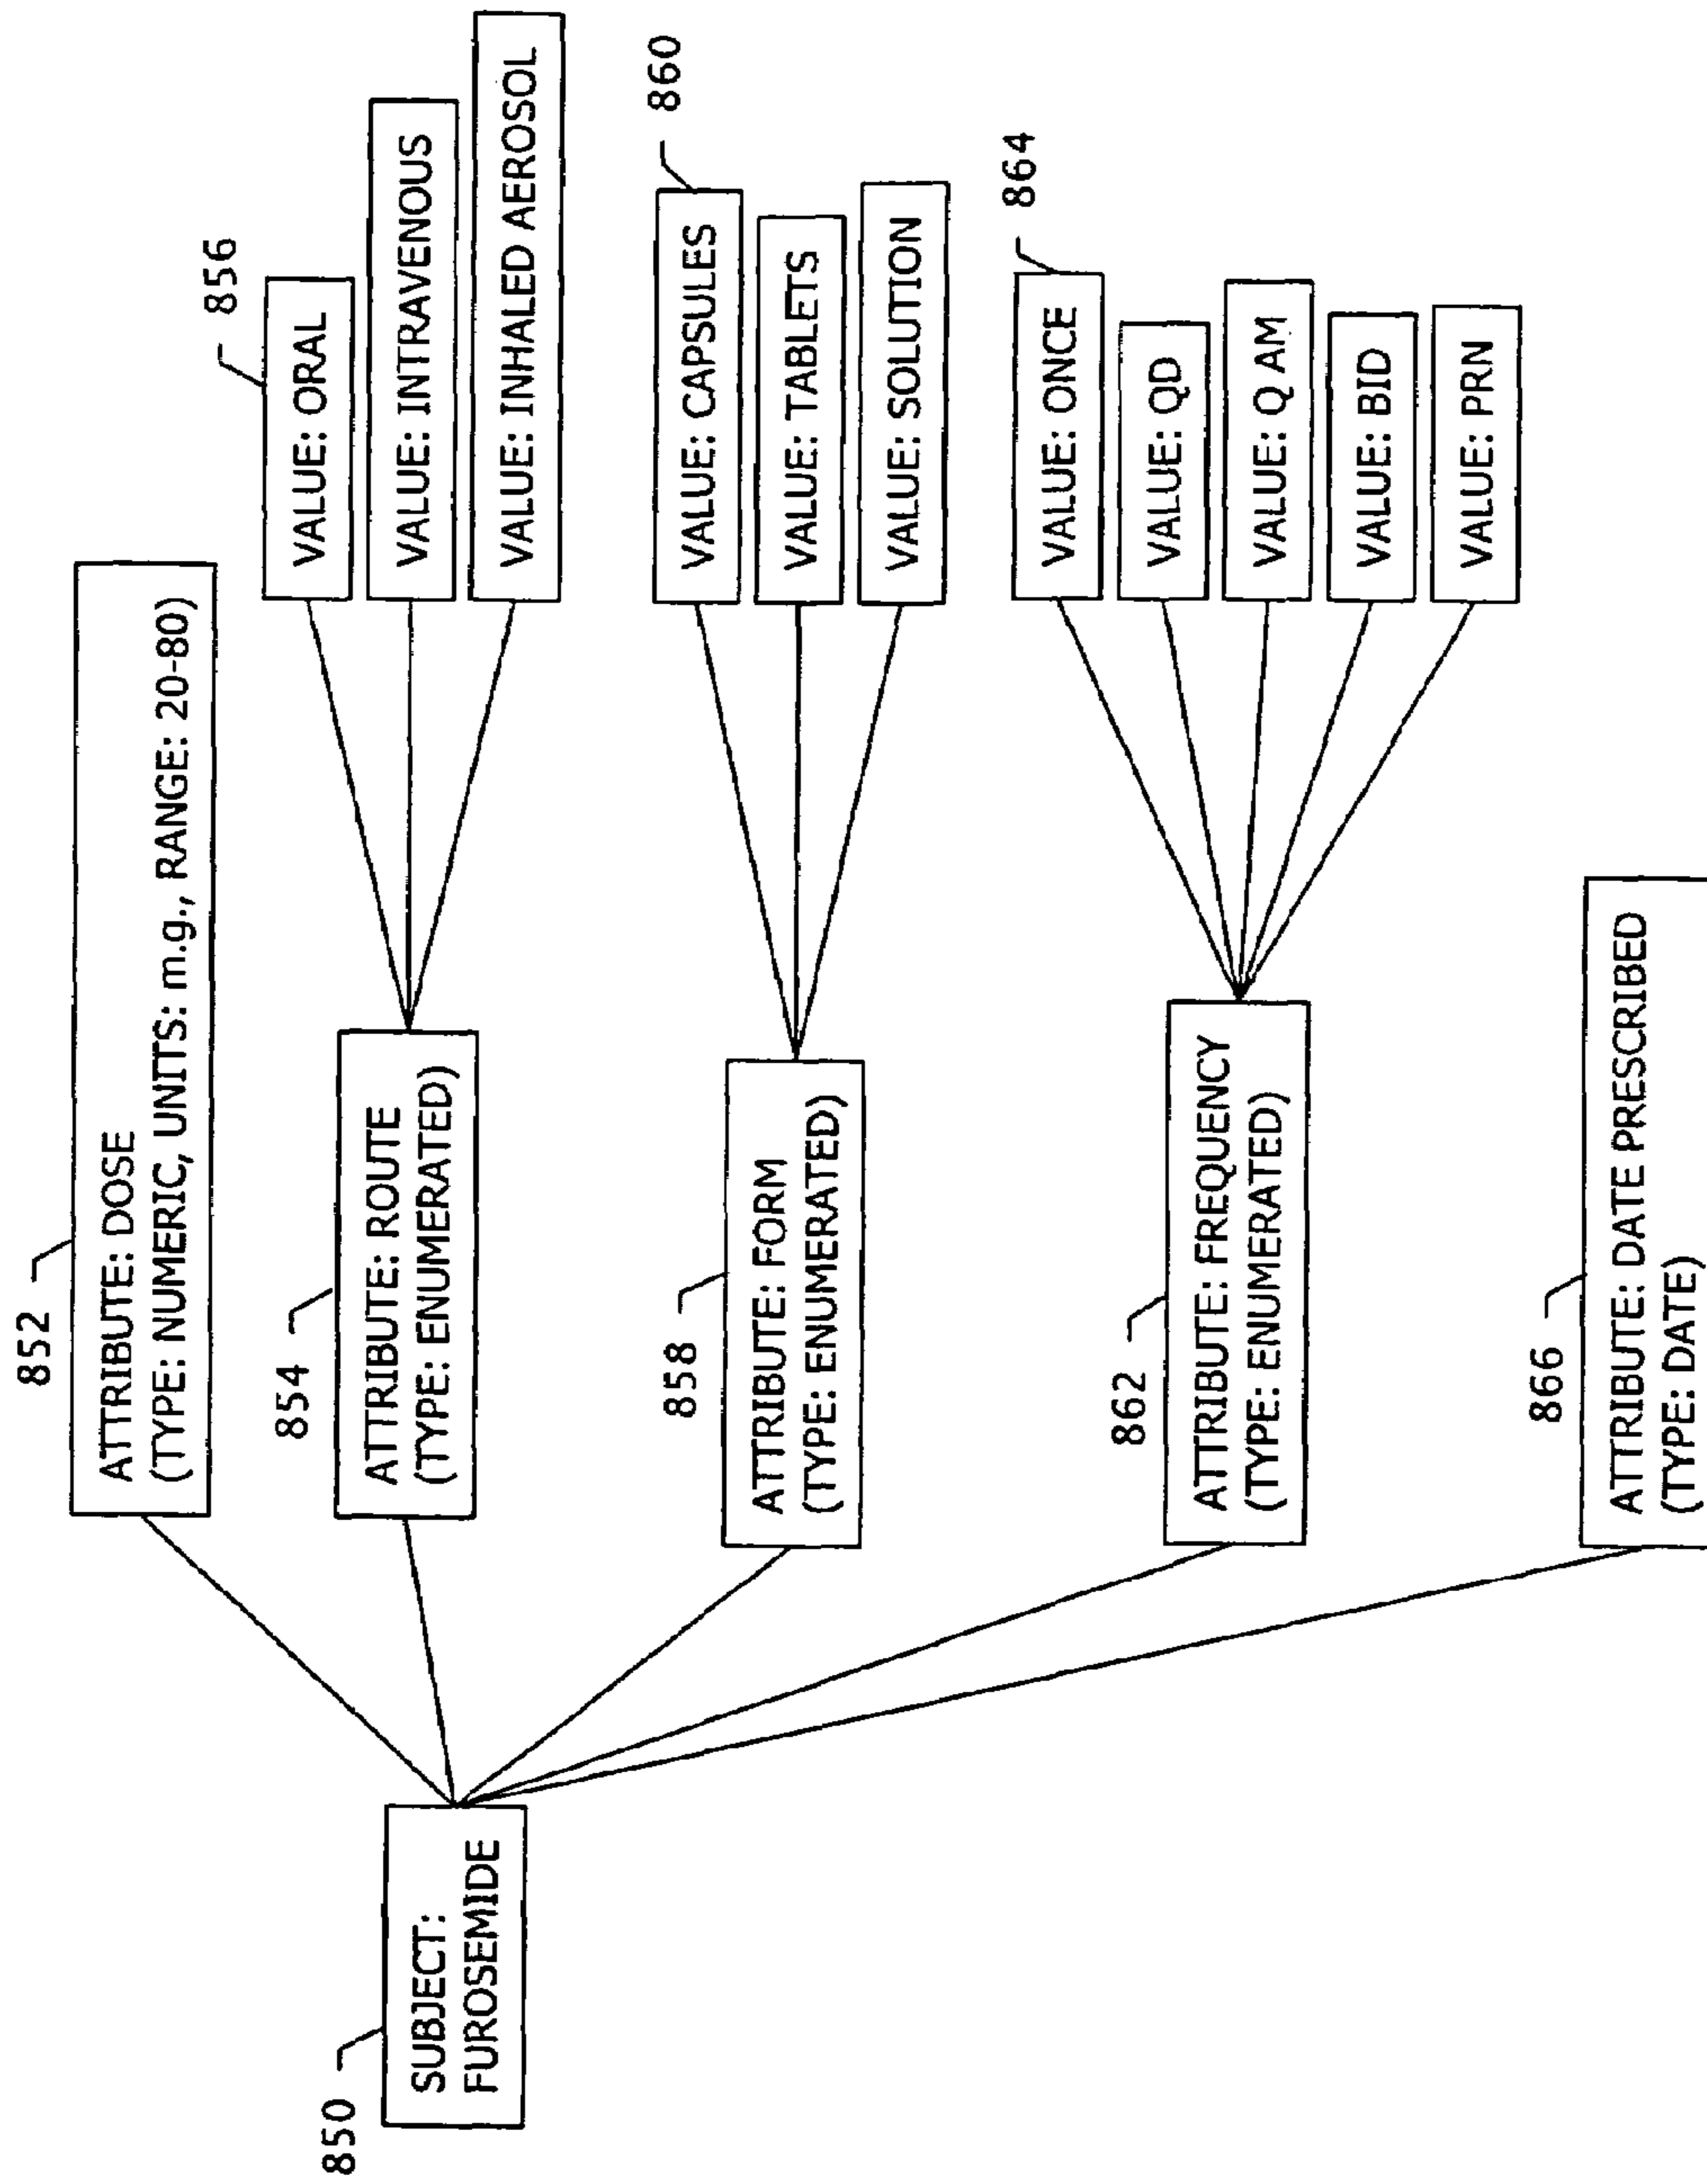 852
ATTRIBUTE: DOSE
(TYPE: NUMERIC, UNITS: m.g., RANGE: 20-80)
850
SUBJECT:
FUROSEMIDE
854
ATTRIBUTE: ROUTE
(TYPE: ENUMERATED)
856
VALUE: ORAL
VALUE: INTRAVENOUS
VALUE: INHALED AEROSOL
858
ATTRIBUTE: FORM
(TYPE: ENUMERATED)
860
VALUE: CAPSULES
VALUE: TABLETS
VALUE: SOLUTION
862
ATTRIBUTE: FREQUENCY
(TYPE: ENUMERATED)
864
VALUE: ONCE
VALUE: QD
VALUE: Q AM
VALUE: BID
VALUE: PRN
866
ATTRIBUTE: DATE PRESCRIBED
(TYPE: DATE)